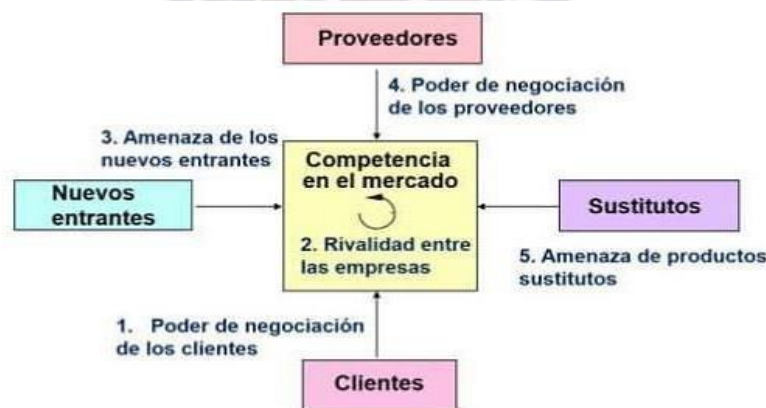 Proveedores
4. Poder de negociación
de los proveedores
3. Amenaza de los
nuevos entrantes
Competencia
en el mercado
Nuevos
entrantes
2. Rivalidad entre
las empresas
Sustitutos
5. Amenaza de productos
sustitutos
1. Poder de negociación
de los clientes
Clientes